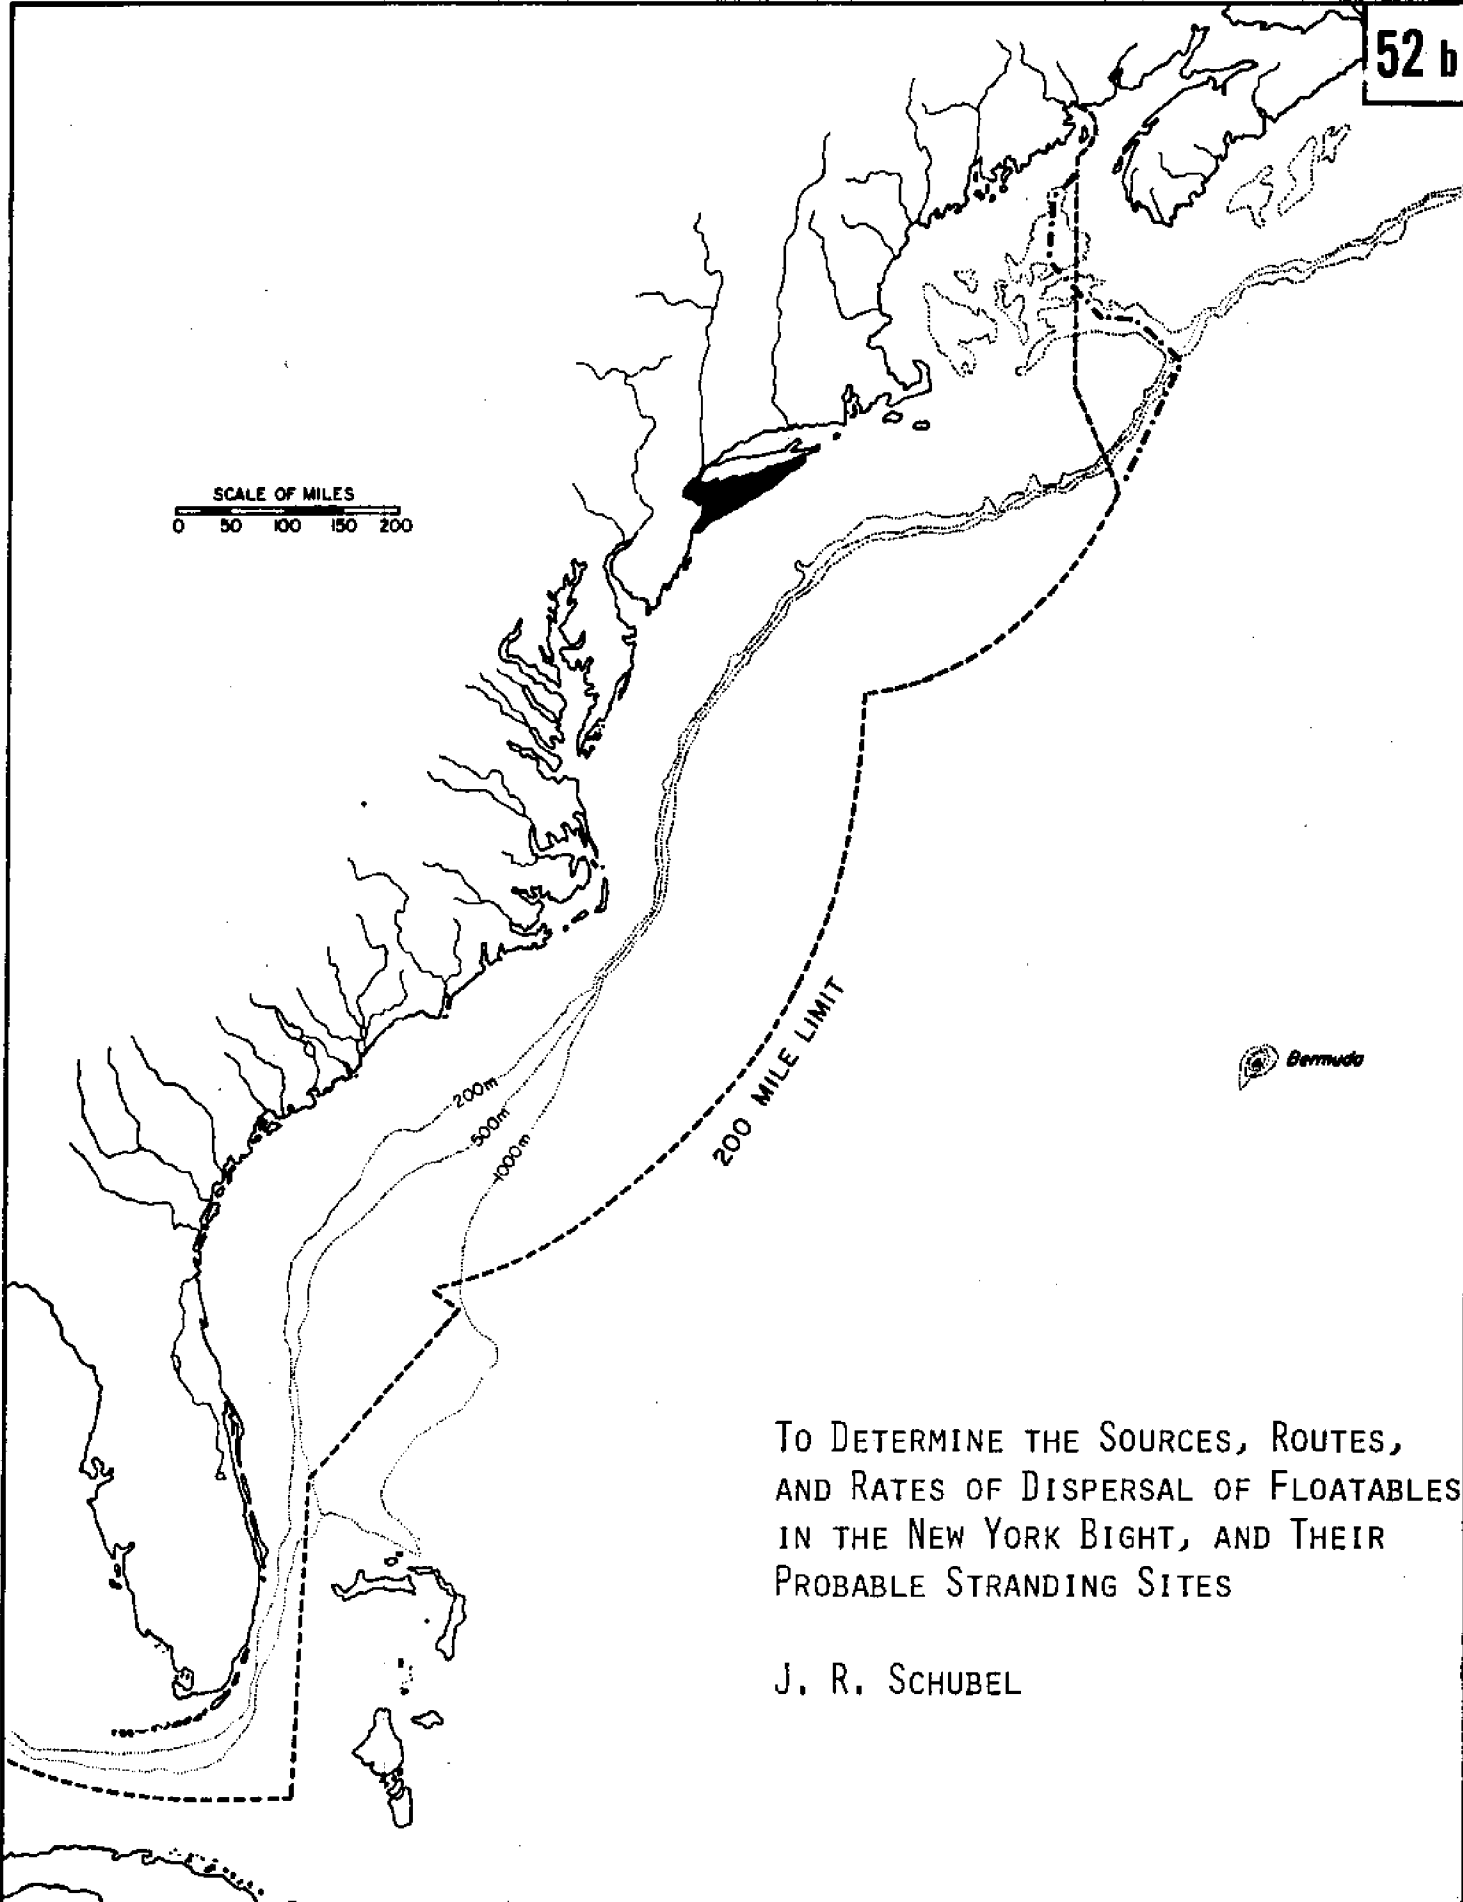 52 b
SCALE OF MILES
0 50 100 150 200
200 MILE LIMIT
Bermuda
200m
500m
1000m
TO DETERMINE THE SOURCES, ROUTES,
AND RATES OF DISPERSAL OF FLOATABLES
IN THE NEW YORK BIGHT, AND THEIR
PROBABLE STRANDING SITES
J. R. SCHUBEL